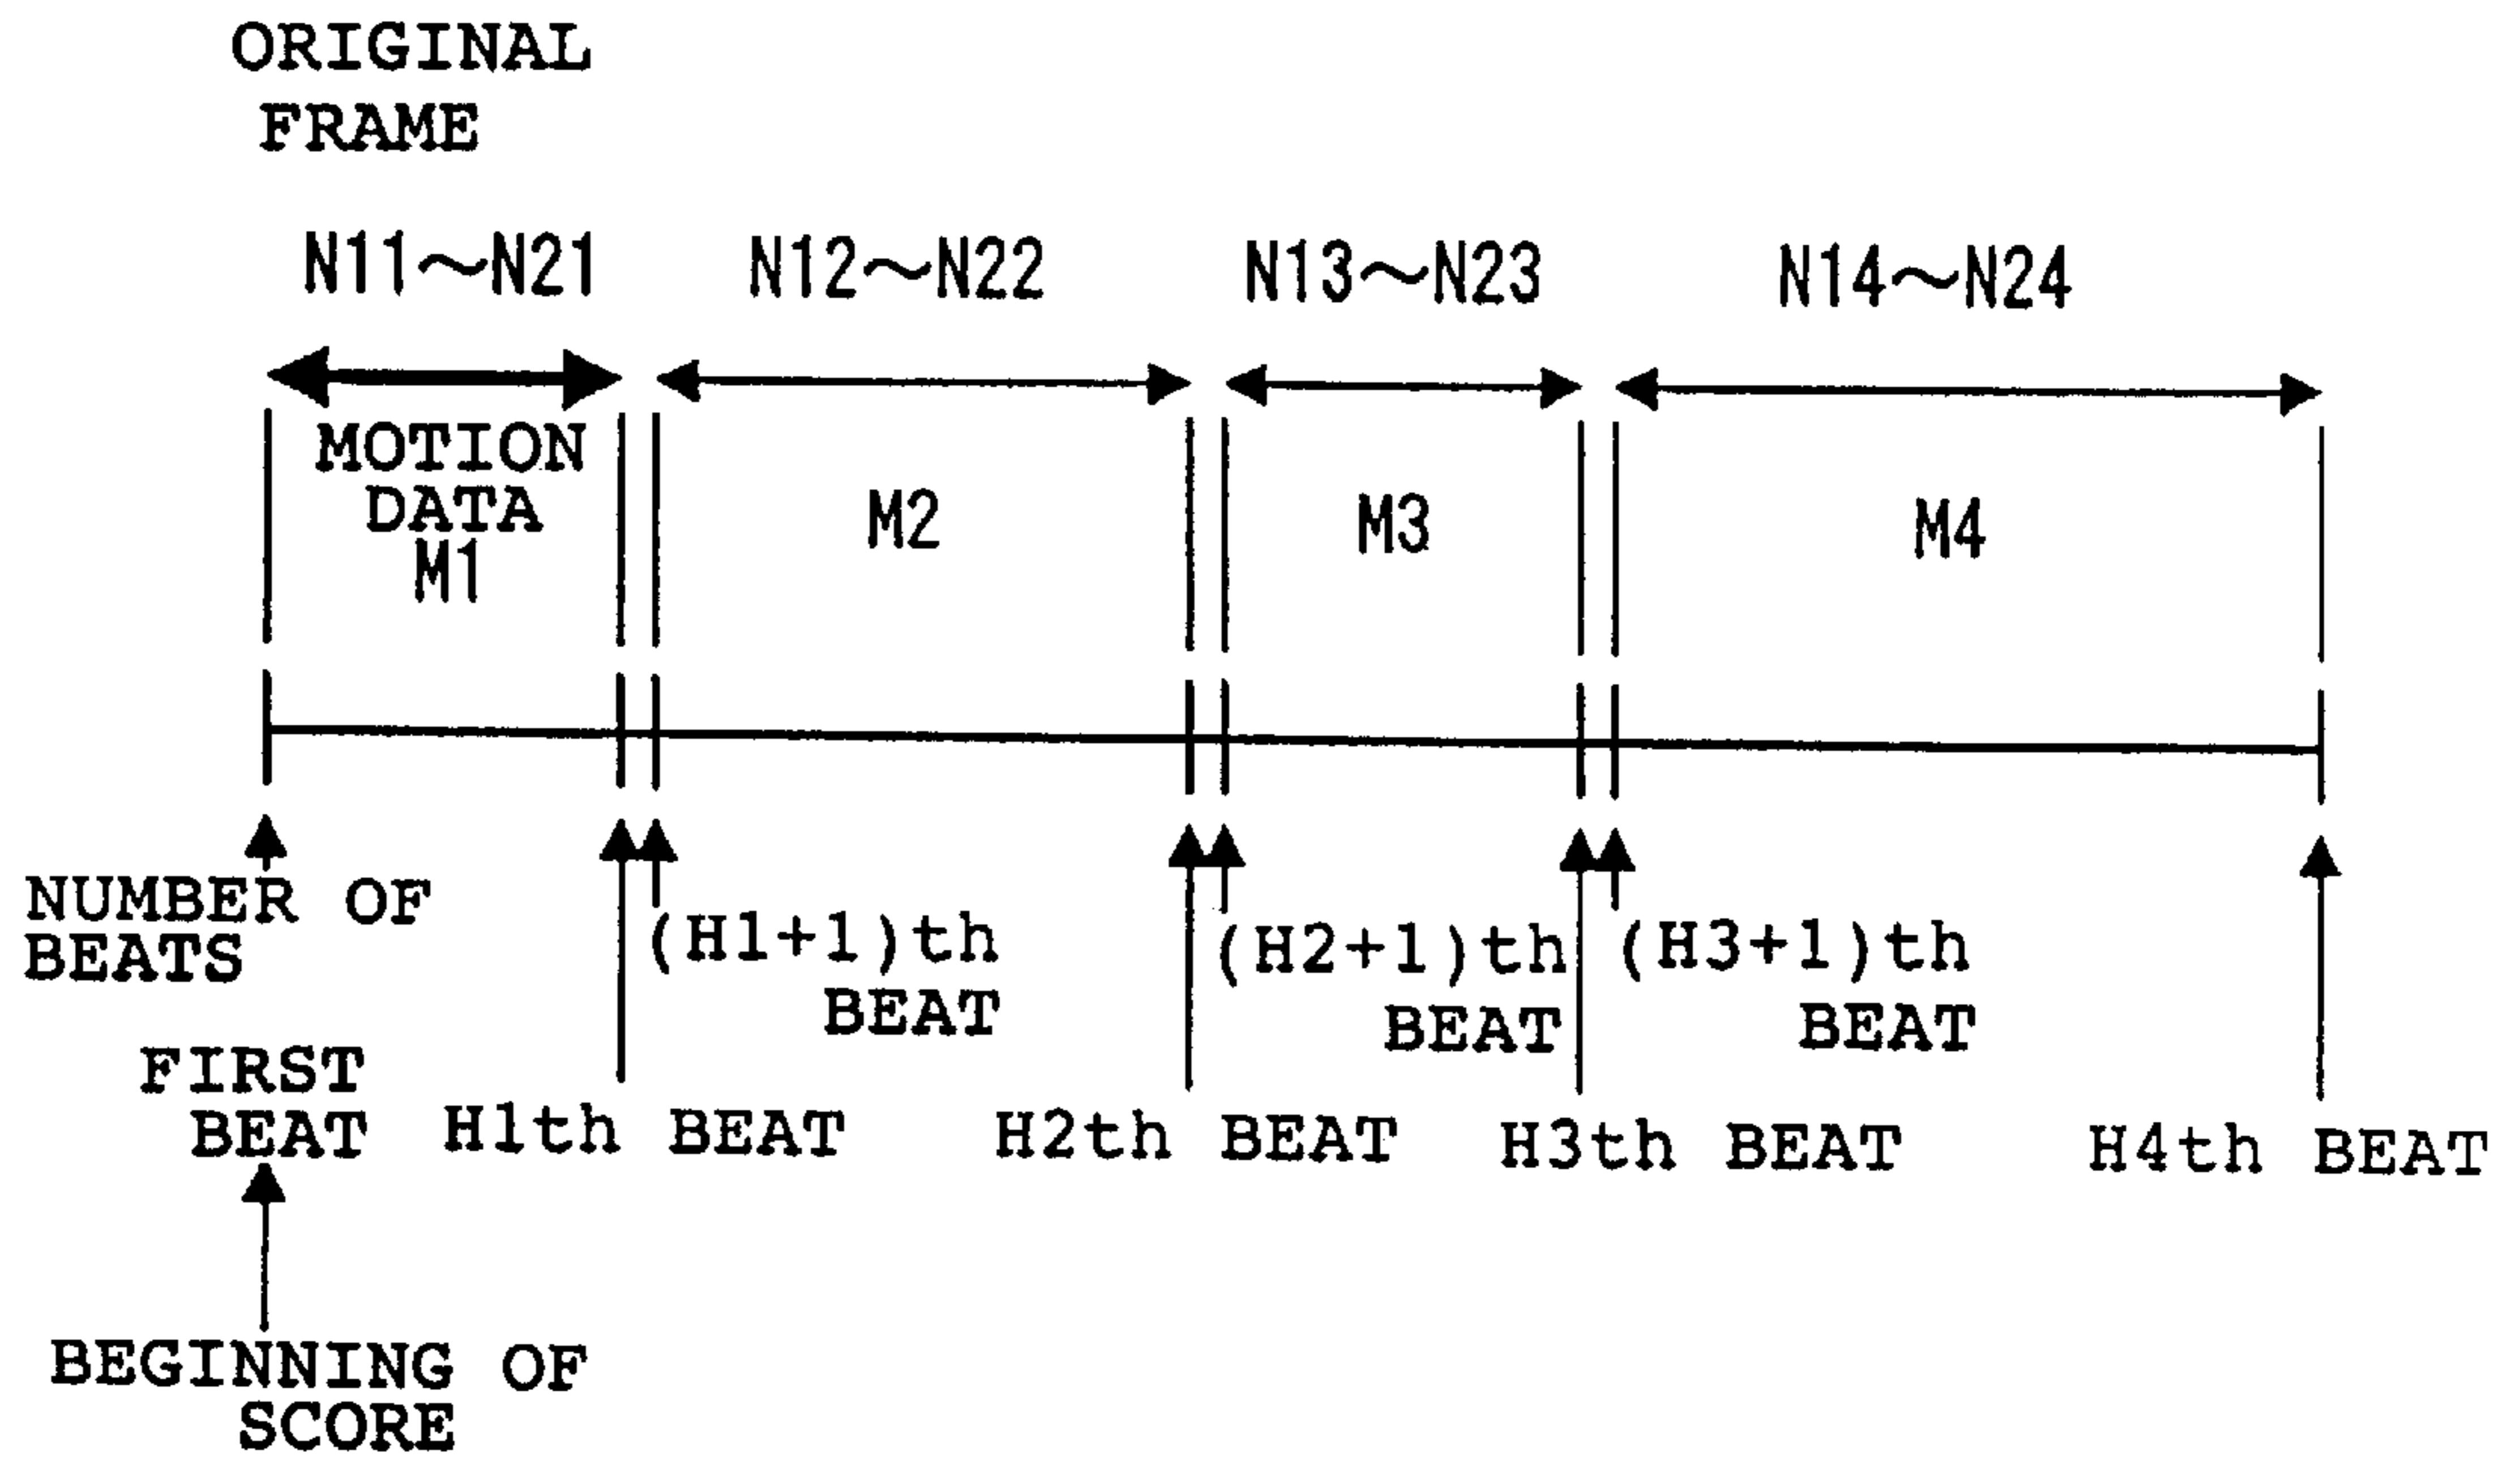 ORIGINAL
FRAME
N11～N21 N12～N22 N13～N23 N14～N24
MOTION
DATA
M1
M2
M3
M4
NUMBER OF
BEATS
(H1+1)th
BEAT
(H2+1)th
BEAT
(H3+1)th
BEAT
FIRST
BEAT
H1th BEAT
H2th BEAT
H3th BEAT
H4th BEAT
BEGINNING OF
SCORE